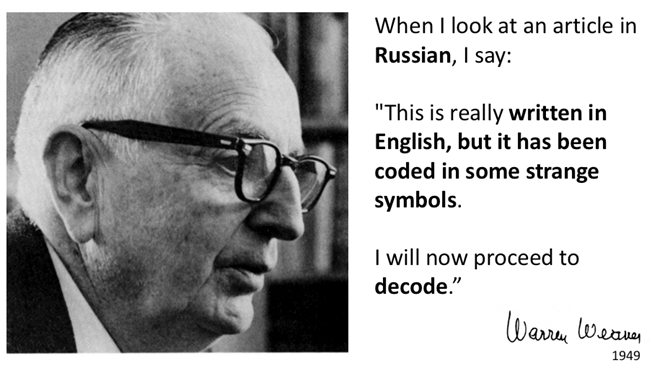 When I look at an article in
Russian, I say:
"This is really written in
English, but it has been
coded in some strange
symbols.
I will now proceed to
decode.”
Warren Weaver
1949